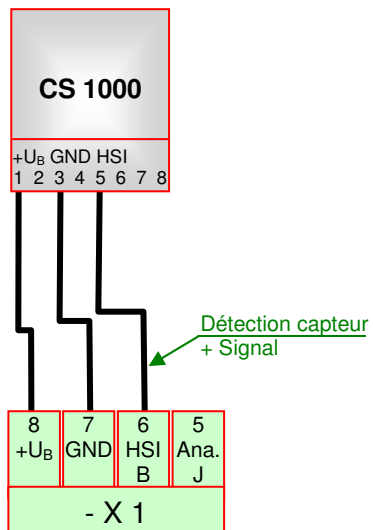 CS 1000
+UB GND HSI
1 2 3 4 5 6 7 8
Détection capteur
+ Signal
8 7 6 5
+UB GND HSI Ana.
B J
- X 1